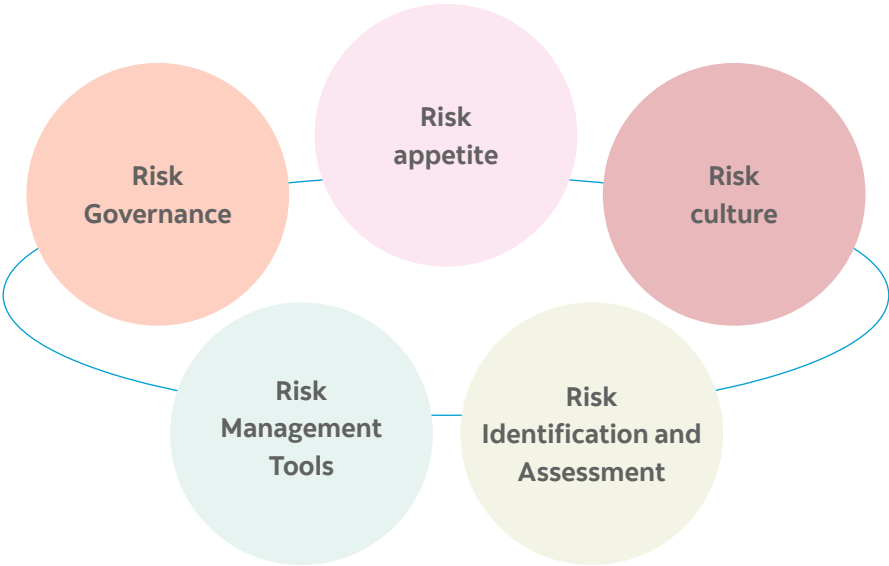 Risk
appetite
Risk
Governance
Risk
culture
Risk
Management
Tools
Risk
Identification and
Assessment